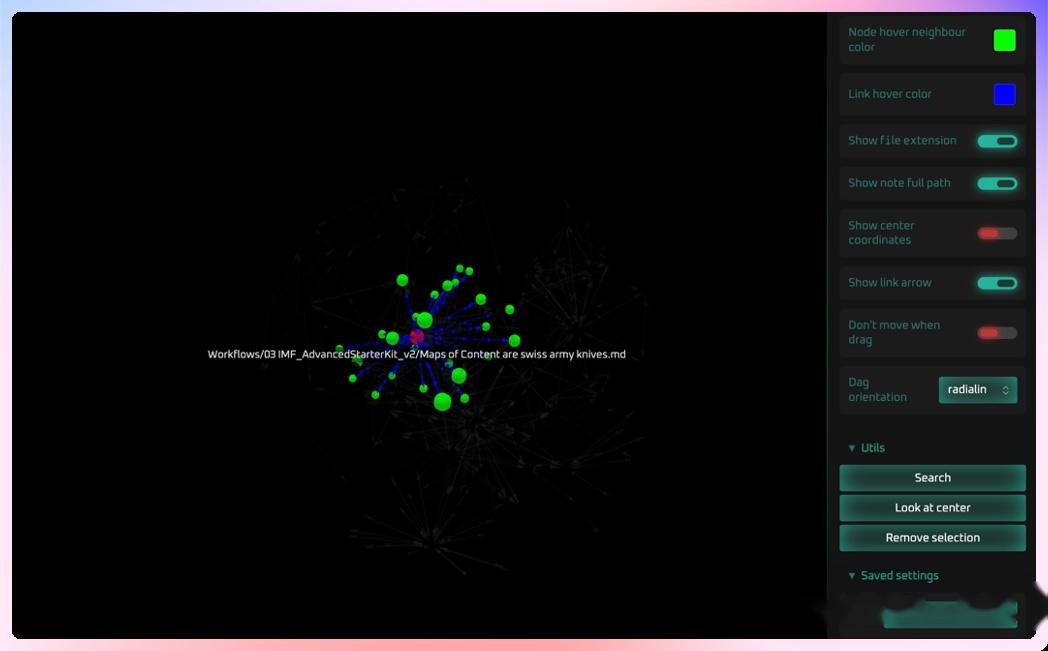 Workflows/03 IMF_AdvancedStarterKit_v2/Maps of Content are swiss army knives.md
Node hover neighbour
color
Link hover color
Show file extension
Show note full path
Show center
coordinates
Show link arrow
Don't move when
drag
Dag
orientation
radialin
▼ Utils
Search
Look at center
Remove selection
▼ Saved settings